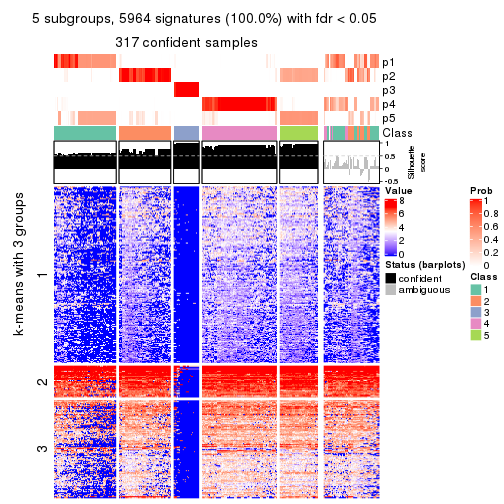 5 subgroups, 5964 signatures (100.0%) with fdr < 0.05
317 confident samples
p1
p2
p3
p4
p5
Class
1
0.5
0
-0.5
Silhouette
score
k-means with 3 groups
1
2
3
Value
8
6
4
2
0
Status (barplots)
confident
ambiguous
Prob
1
0.8
0.6
0.4
0.2
0
Class
1
2
3
4
5